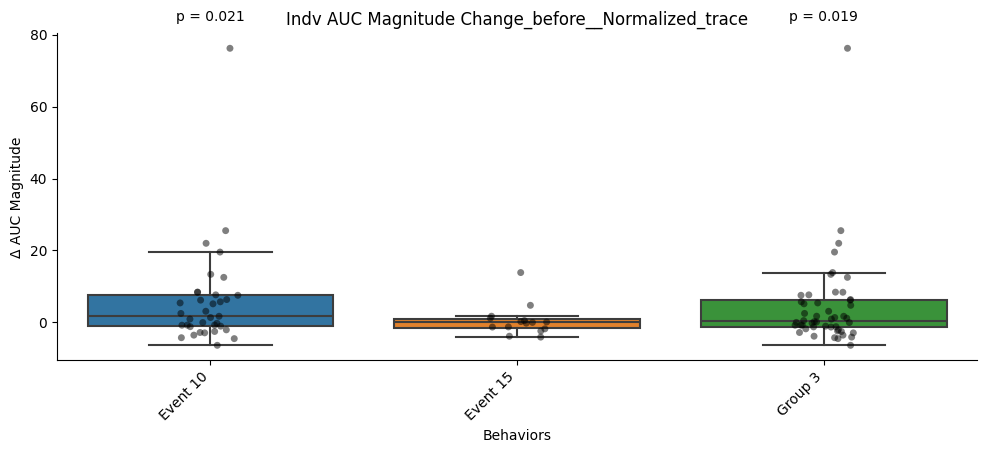 p = 0.021
Indv AUC Magnitude Change_before__Normalized_trace
p = 0.019
Δ AUC Magnitude
80
60
40
20
0
Event 10
Event 15
Group 3
Behaviors